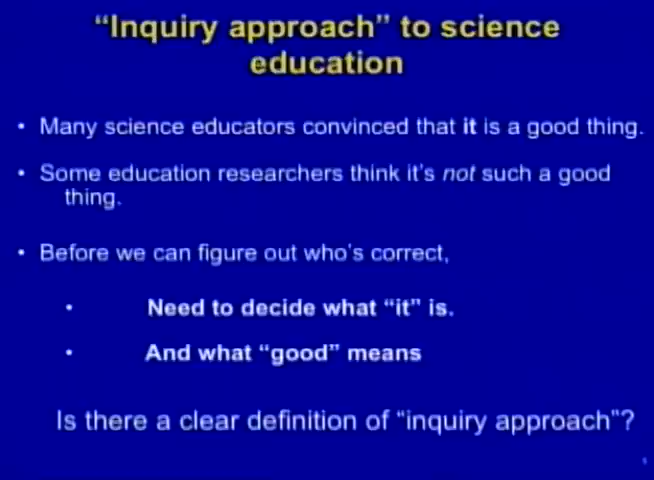 “Inquiry approach” to science
education
• Many science educators convinced that it is a good thing.
• Some education researchers think it’s not such a good
thing.
• Before we can figure out who’s correct,
• Need to decide what “it” is.
• And what “good” means
Is there a clear definition of “inquiry approach”?